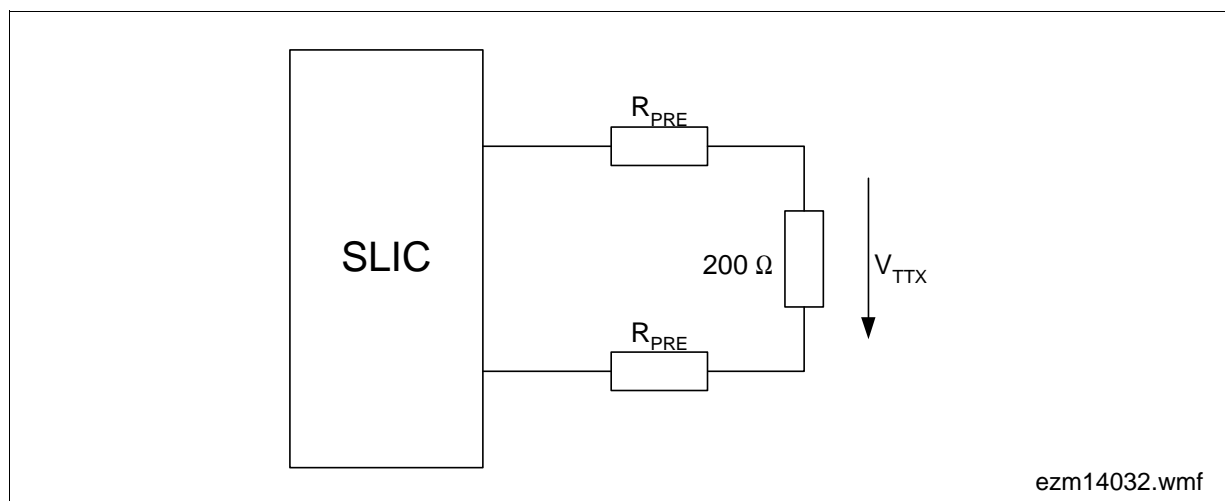 R_PRE
SLIC
200 Ω
V_TTX
R_PRE
ezm14032.wmf